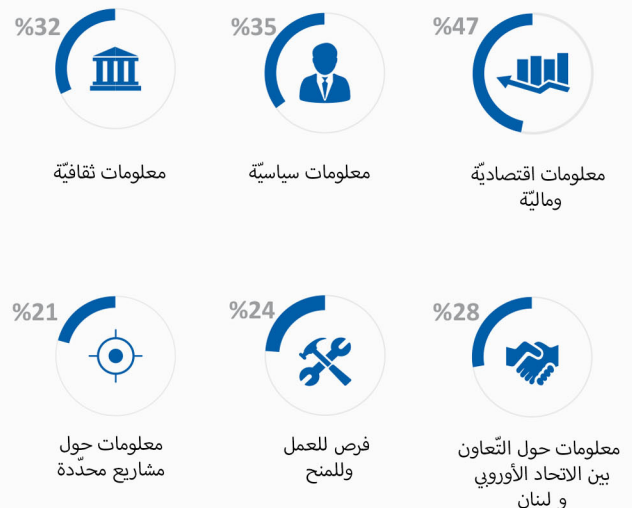 %47
معلومات اقتصاديّة
وماليّة
%35
معلومات سياسيّة
%32
معلومات ثقافيّة
%28
معلومات حول التّعاون
بين الاتحاد الأوروبي
و لبنان
%24
فرص للعمل
وللمنح
%21
معلومات حول
مشاريع محدّدة